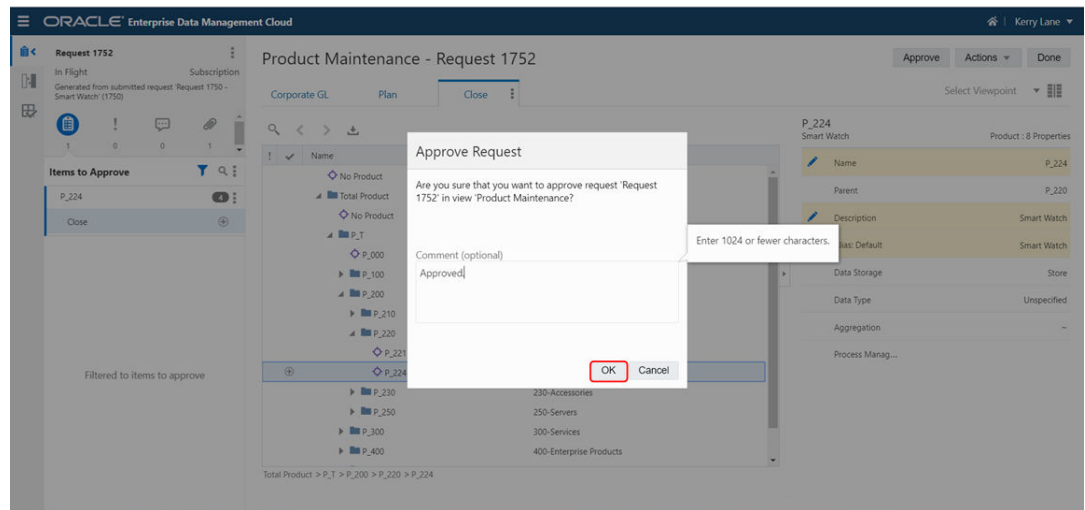 ORACLE Enterprise Data Management Cloud
Kerry Lane
Request 1752
In Flight Subscription
Generated from submitted request 'Request 1750 -
Smart Watch' (1750)
1 0 0 1
Items to Approve
P_224 4
Close
Filtered to items to approve
Product Maintenance - Request 1752
Approve Actions Done
Corporate GL Plan Close
Select Viewpoint
! Name
No Product
Total Product
No Product
P_T
P_000
P_100
P_200
P_210
P_220
P_221
P_224
P_230 230-Accessories
P_250 250-Servers
P_300 300-Services
P_400 400-Enterprise Products
Total Product > P_T > P_200 > P_220 > P_224
Approve Request
Are you sure that you want to approve request 'Request
1752' in view 'Product Maintenance?
Comment (optional)
Approved.
Enter 1024 or fewer characters.
OK Cancel
P_224
Smart Watch Product : 8 Properties
Name P_224
Parent P_220
Description Smart Watch
Alias: Default Smart Watch
Data Storage Store
Data Type Unspecified
Aggregation ~
Process Manag...